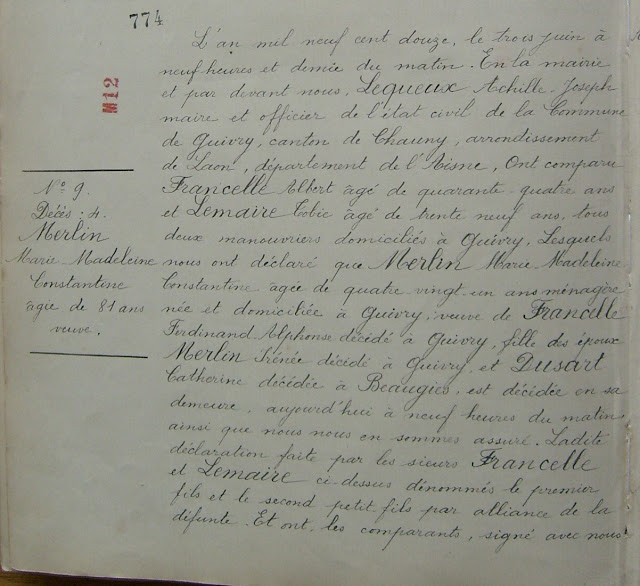 774
M12
N° 9.
Décès : 4.
Merlin
Marie Madeleine
Constantine
âgée de 81 ans
veuve.
L'an mil neuf cent douze, le trois juin à
neuf heures et demie du matin. En la mairie
et par devant nous, Lequeux Achille-Joseph
maire et officier de l'état civil de la Commune
de Quivry, canton de Chauny, arrondissement
de Laon, département de l'Aisne, Ont comparu
Francelle Albert âgé de quarante-quatre ans
et Lemaire âgé de trente neuf ans, tous
deux manouvriers domiciliés à Quivry, Lesquels
nous ont déclaré que Merlin Marie Madeleine
Constantine âgée de quatre vingt-un ans ménagère
née et domiciliée à Quivry, veuve de Francelle
Ferdinand Alphonse décédé à Quivry, fille des époux
Merlin Irénée décédé à Quivry, et Dusart
Catherine décédée à Beaugies, est décédée en sa
demeure, aujourd'hui à neuf heures du matin
ainsi que nous nous en sommes assuré. Ladite
déclaration faite par les sieurs Francelle
et Lemaire ci-dessus dénommés le premier
fils et le second petit-fils par alliance de la
défunte. Et ont, les comparants, signé avec nous